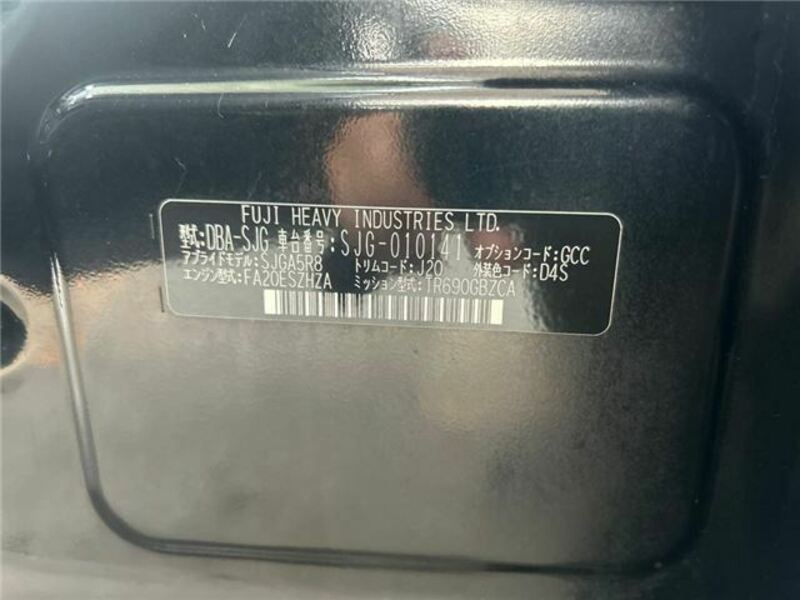 FUJI HEAVY INDUSTRIES LTD.
型式:DBA-SJG 車台番号:SJG-010141 オプションコード:GCC
アプライドモデル:SJGA5R8 トリムコード:J20 外装色コード:D4S
エンジン型式:FA20ESZHZA ミッション型式:TR690GBZCA